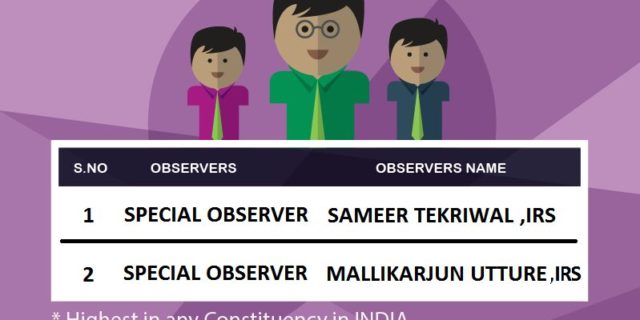 S.NO OBSERVERS OBSERVERS NAME
1 SPECIAL OBSERVER SAMEER TEKRIWAL ,IRS
2 SPECIAL OBSERVER MALLIKARJUN UTTURE ,IRS
* Highest in any Constituency in INDIA